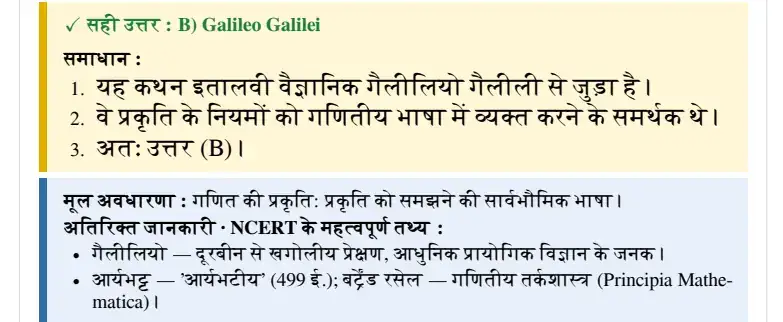 ✓ सही उत्तर : B) Galileo Galilei
समाधान :
1. यह कथन इतालवी वैज्ञानिक गैलीलियो गैलीली से जुड़ा है।
2. वे प्रकृति के नियमों को गणितीय भाषा में व्यक्त करने के समर्थक थे।
3. अतः उत्तर (B)।
मूल अवधारणा : गणित की प्रकृति: प्रकृति को समझने की सार्वभौमिक भाषा।
अतिरिक्त जानकारी · NCERT के महत्वपूर्ण तथ्य :
• गैलीलियो — दूरबीन से खगोलीय प्रेक्षण, आधुनिक प्रायोगिक विज्ञान के जनक।
• आर्यभट्ट — 'आर्यभटीय' (499 ई.); बर्ट्रेंड रसेल — गणितीय तर्कशास्त्र (Principia Mathe-
matica)।